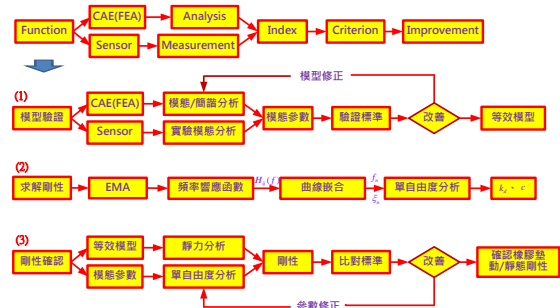 Function
CAE(FEA)
Analysis
Sensor
Measurement
Index
Criterion
Improvement
(1)
模型修正
模型驗證
CAE(FEA)
模態/簡諧分析
Sensor
實驗模態分析
模態參數
驗證標準
改善
等效模型
(2)
求解剛性
EMA
頻率響應函數
H_ij(f)
曲線嵌合
f_n
ξ_n
單自由度分析
k_d、c
(3)
剛性確認
等效模型
靜力分析
模態參數
單自由度分析
剛性
比對標準
改善
確認橡膠墊
動/靜態剛性
參數修正